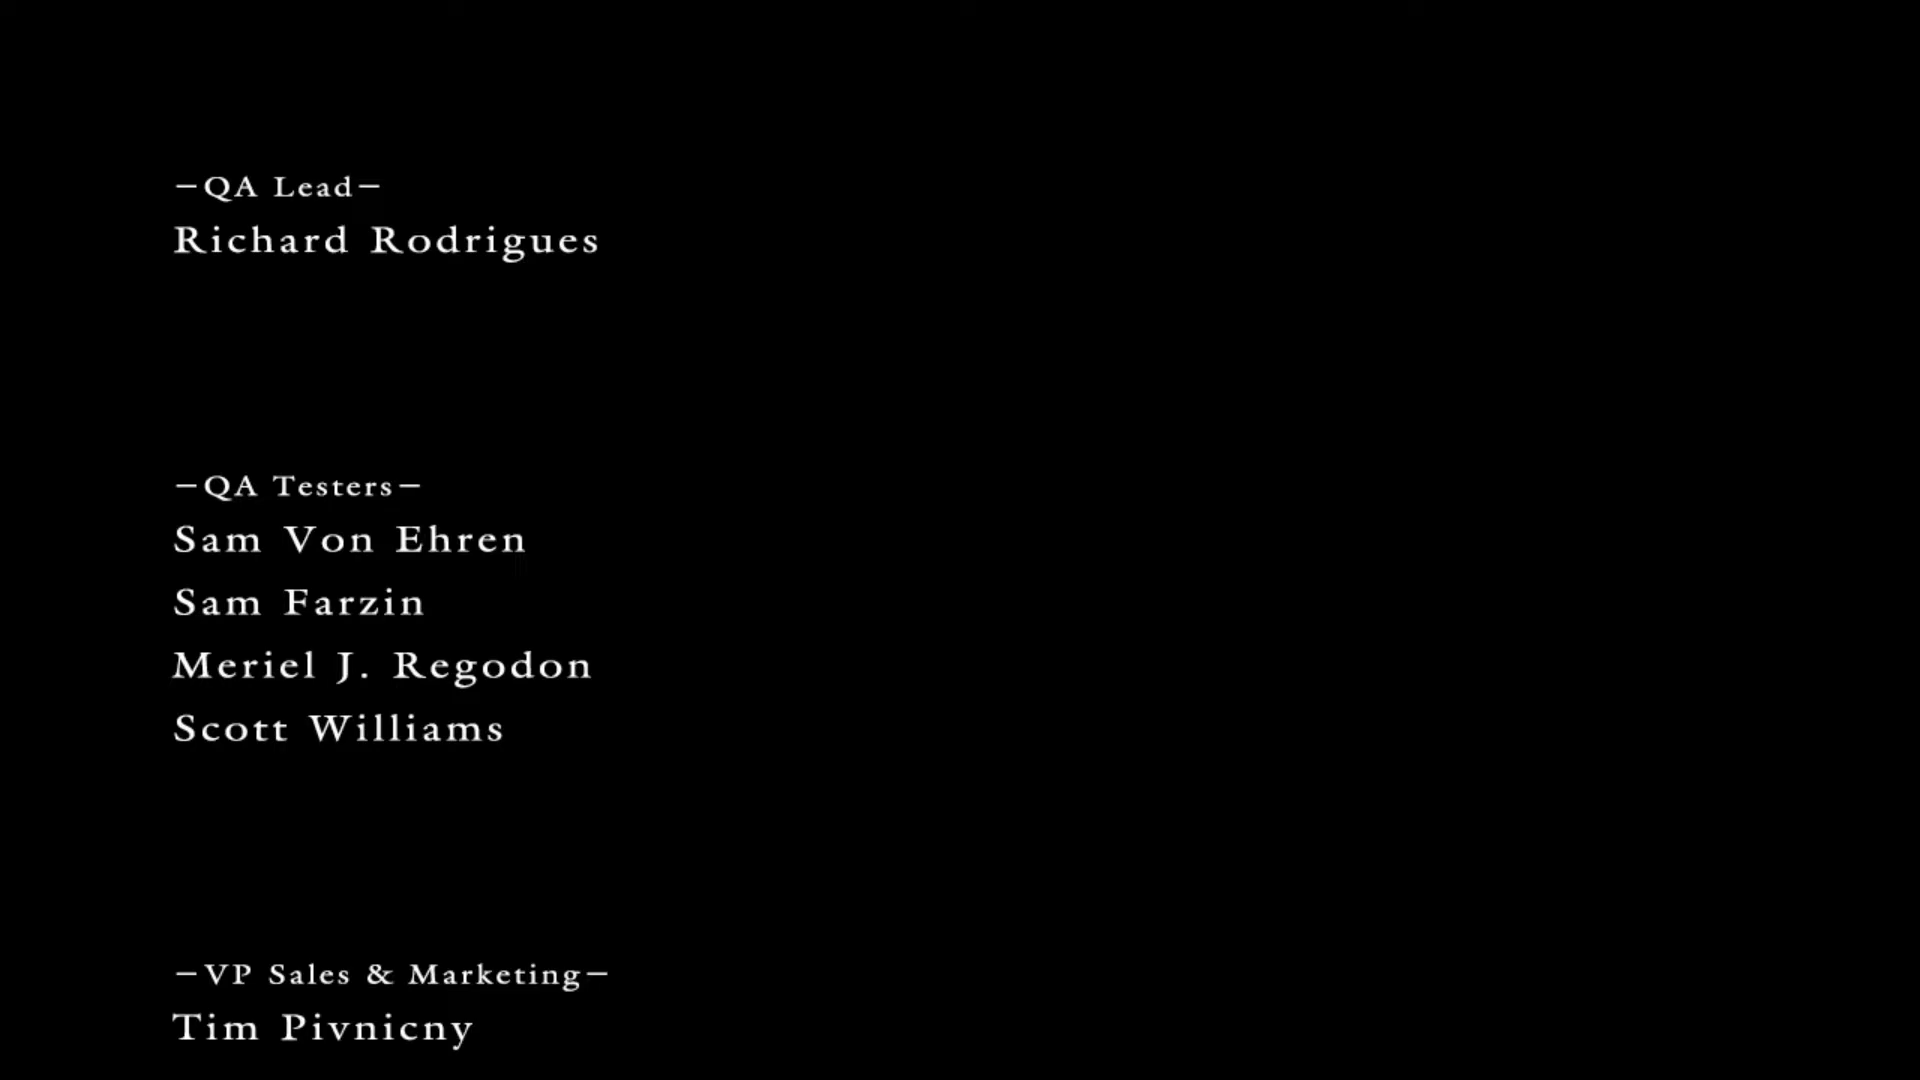 —QA Lead—
Richard Rodrigues
—QA Testers—
Sam Von Ehren
Sam Farzin
Meriel J. Regodon
Scott Williams
—VP Sales & Marketing—
Tim Pivnicny